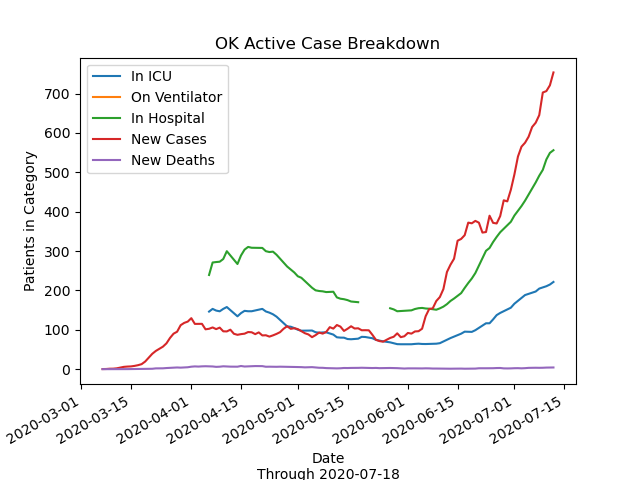 OK Active Case Breakdown
In ICU
On Ventilator
In Hospital
New Cases
New Deaths
Patients in Category
700
600
500
400
300
200
100
0
2020-03-01
2020-03-15
2020-04-01
2020-04-15
2020-05-01
2020-05-15
2020-06-01
2020-06-15
2020-07-01
2020-07-15
Date
Through 2020-07-18